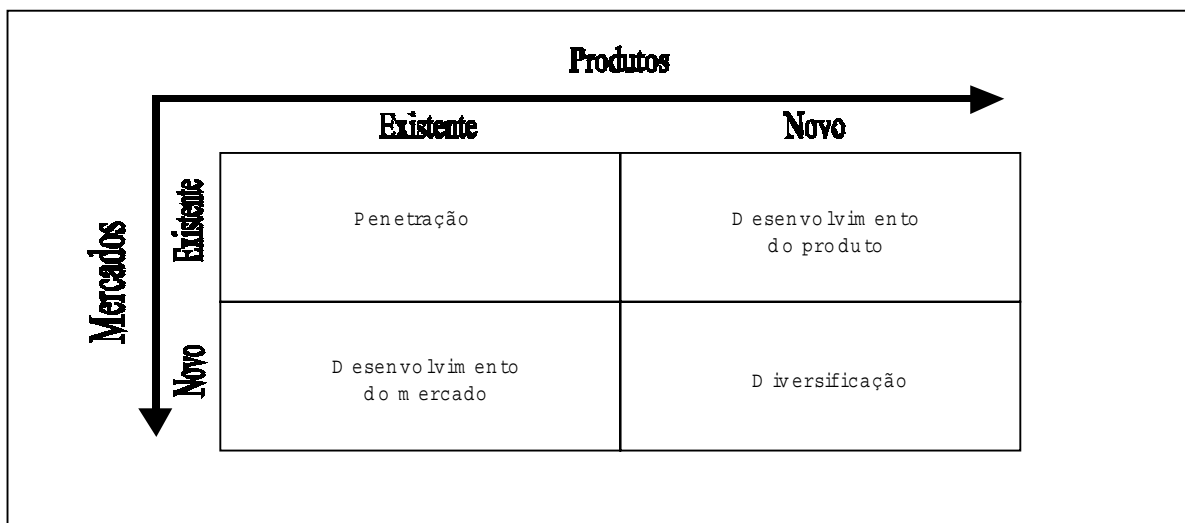 Produtos
Existente
Novo
Mercados
Existente
Penetração
Desenvolvimento
do produto
Novo
Desenvolvimento
do mercado
Diversificação